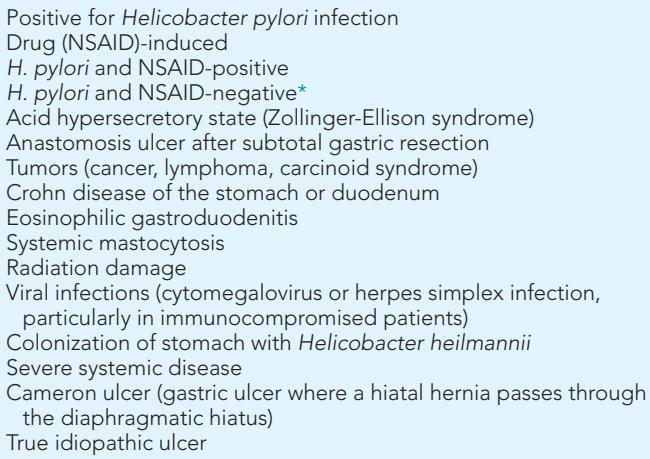 Positive for Helicobacter pylori infection
Drug (NSAID)-induced
H. pylori and NSAID-positive
H. pylori and NSAID-negative*
Acid hypersecretory state (Zollinger-Ellison syndrome)
Anastomosis ulcer after subtotal gastric resection
Tumors (cancer, lymphoma, carcinoid syndrome)
Crohn disease of the stomach or duodenum
Eosinophilic gastroduodenitis
Systemic mastocytosis
Radiation damage
Viral infections (cytomegalovirus or herpes simplex infection,
particularly in immunocompromised patients)
Colonization of stomach with Helicobacter heilmannii
Severe systemic disease
Cameron ulcer (gastric ulcer where a hiatal hernia passes through
the diaphragmatic hiatus)
True idiopathic ulcer